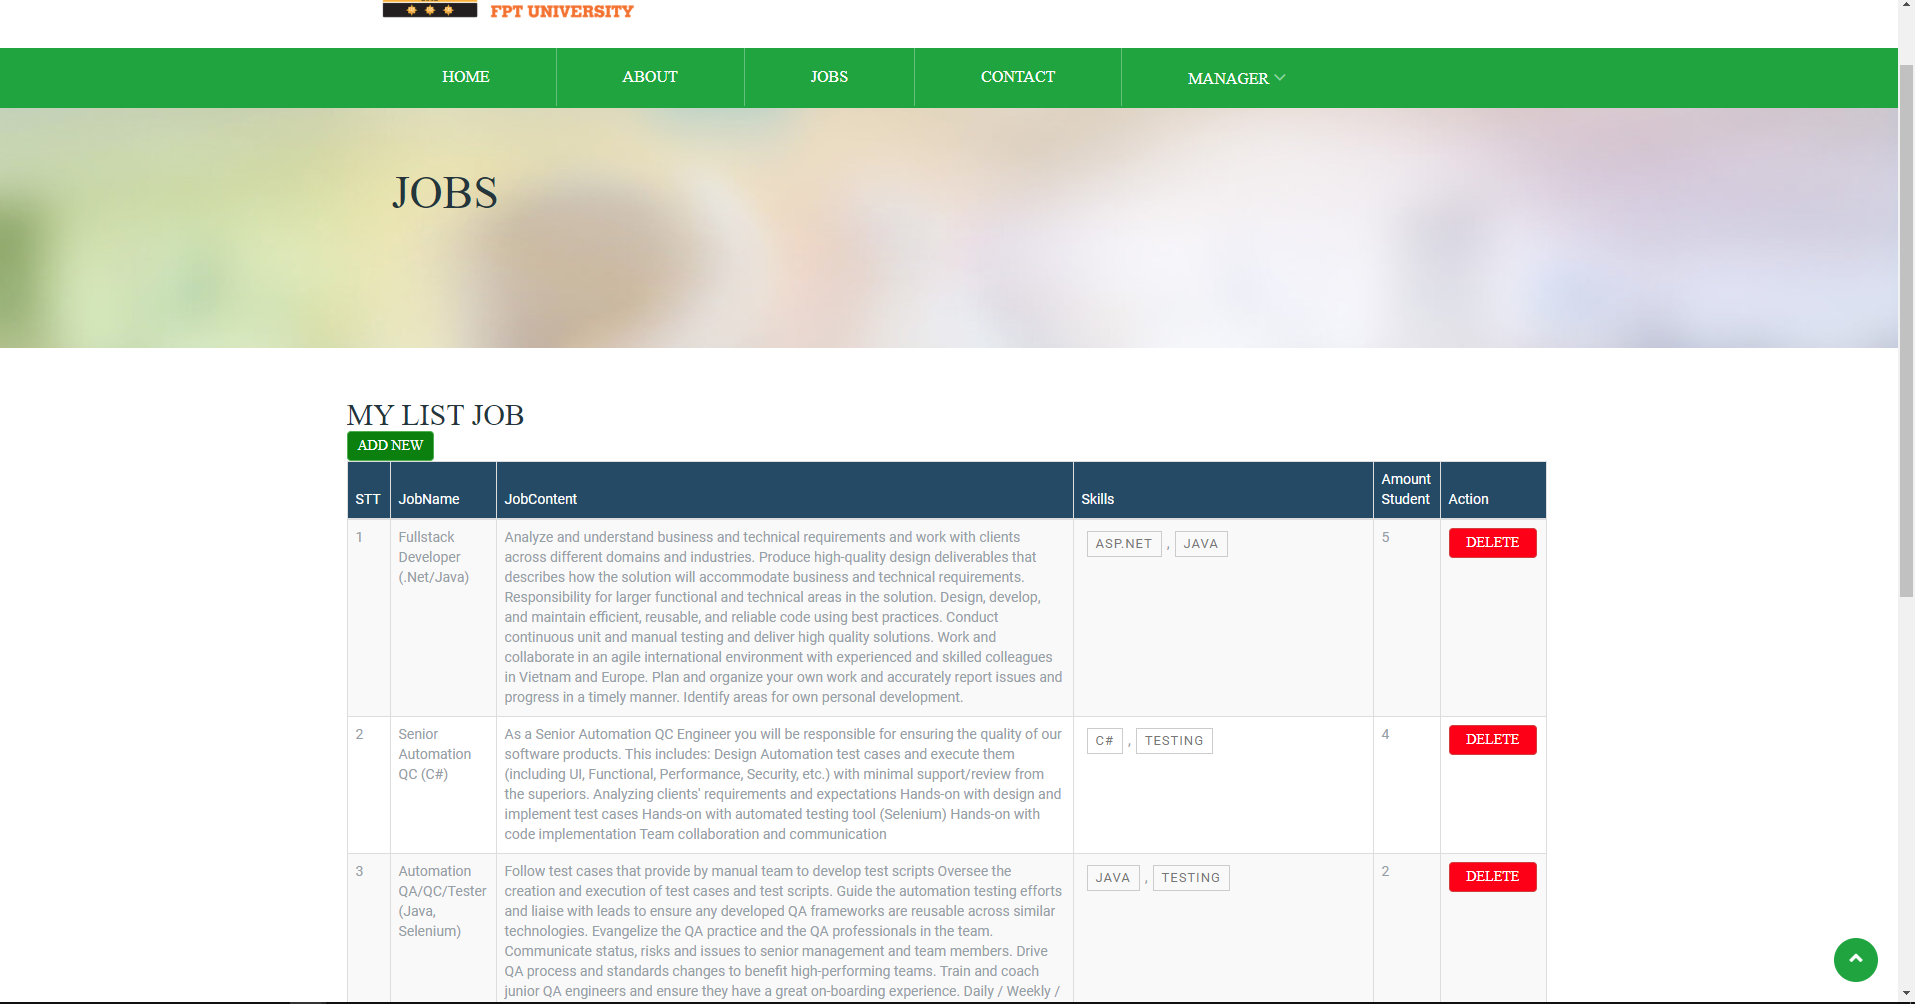 FPT UNIVERSITY
HOME
ABOUT
JOBS
CONTACT
MANAGER
JOBS
MY LIST JOB
ADD NEW
STT
JobName
JobContent
Skills
Amount
Student
Action
1
Fullstack
Developer
(.Net/Java)
Analyze and understand business and technical requirements and work with clients
across different domains and industries. Produce high-quality design deliverables that
describes how the solution will accommodate business and technical requirements.
Responsibility for larger functional and technical areas in the solution. Design, develop,
and maintain efficient, reusable, and reliable code using best practices. Conduct
continuous unit and manual testing and deliver high quality solutions. Work and
collaborate in an agile international environment with experienced and skilled colleagues
in Vietnam and Europe. Plan and organize your own work and accurately report issues and
progress in a timely manner. Identify areas for own personal development.
ASP.NET , JAVA
5
DELETE
2
Senior
Automation
QC (C#)
As a Senior Automation QC Engineer you will be responsible for ensuring the quality of our
software products. This includes: Design Automation test cases and execute them
(including UI, Functional, Performance, Security, etc.) with minimal support/review from
the superiors. Analyzing clients' requirements and expectations Hands-on with design and
implement test cases Hands-on with automated testing tool (Selenium) Hands-on with
code implementation Team collaboration and communication
C# , TESTING
4
DELETE
3
Automation
QA/QC/Tester
(Java,
Selenium)
Follow test cases that provide by manual team to develop test scripts Oversee the
creation and execution of test cases and test scripts. Guide the automation testing efforts
and liaise with leads to ensure any developed QA frameworks are reusable across similar
technologies. Evangelize the QA practice and the QA professionals in the team.
Communicate status, risks and issues to senior management and team members. Drive
QA process and standards changes to benefit high-performing teams. Train and coach
junior QA engineers and ensure they have a great on-boarding experience. Daily / Weekly /
JAVA , TESTING
2
DELETE